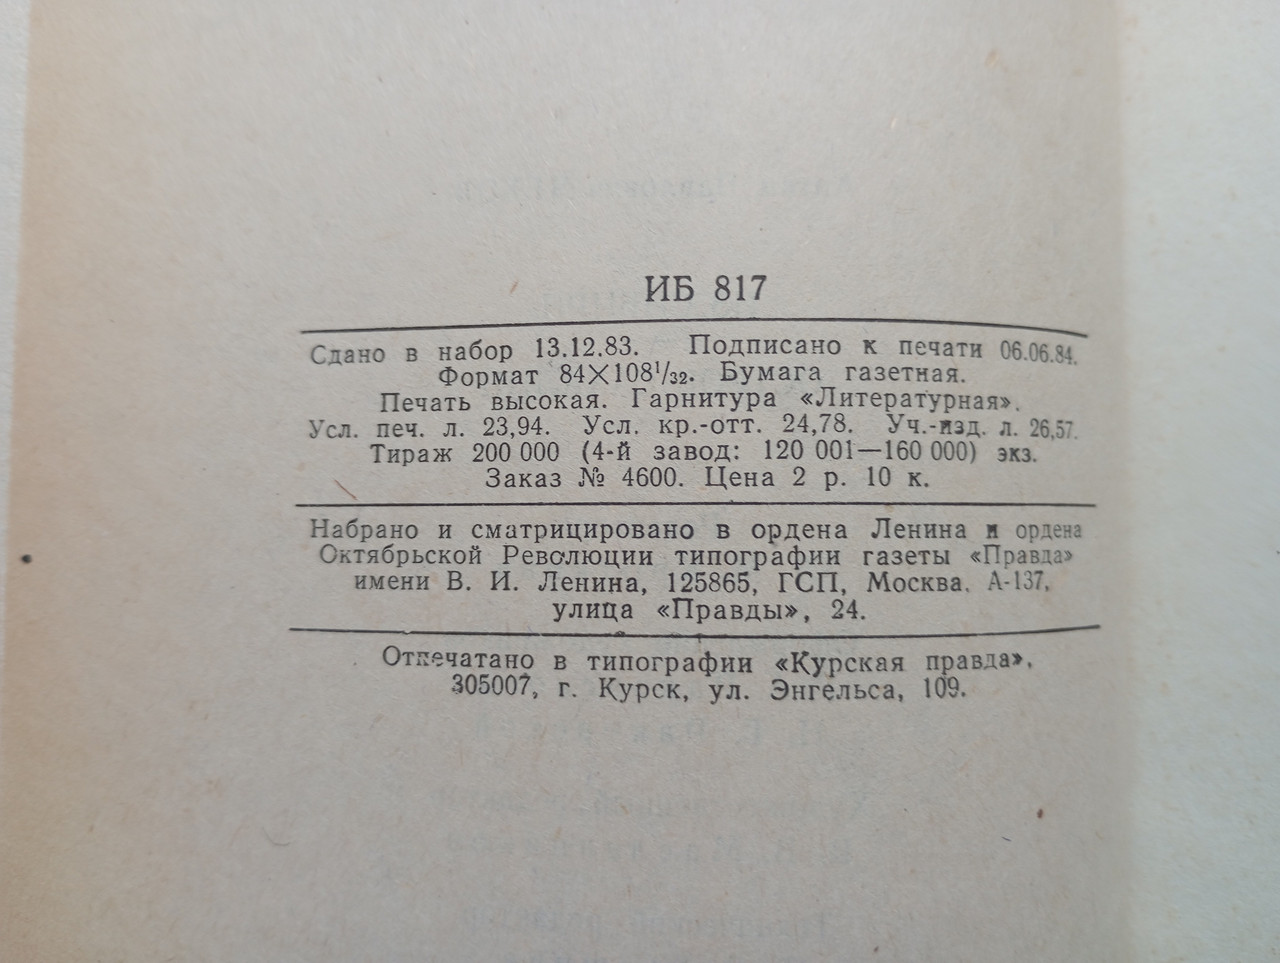 ИБ 817
Сдано в набор 13.12.83. Подписано к печати 06.06.84.
Формат 84×108¹/₃₂. Бумага газетная.
Печать высокая. Гарнитура «Литературная».
Усл. печ. л. 23,94. Усл. кр.-отт. 24,78. Уч.-изд. л. 26,57.
Тираж 200 000 (4-й завод: 120 001—160 000) экз.
Заказ № 4600. Цена 2 р. 10 к.
Набрано и сматрицировано в ордена Ленина и ордена
Октябрьской Революции типографии газеты «Правда»
имени В. И. Ленина, 125865, ГСП, Москва, А-137,
улица «Правды», 24.
Отпечатано в типографии «Курская правда»,
305007, г. Курск, ул. Энгельса, 109.